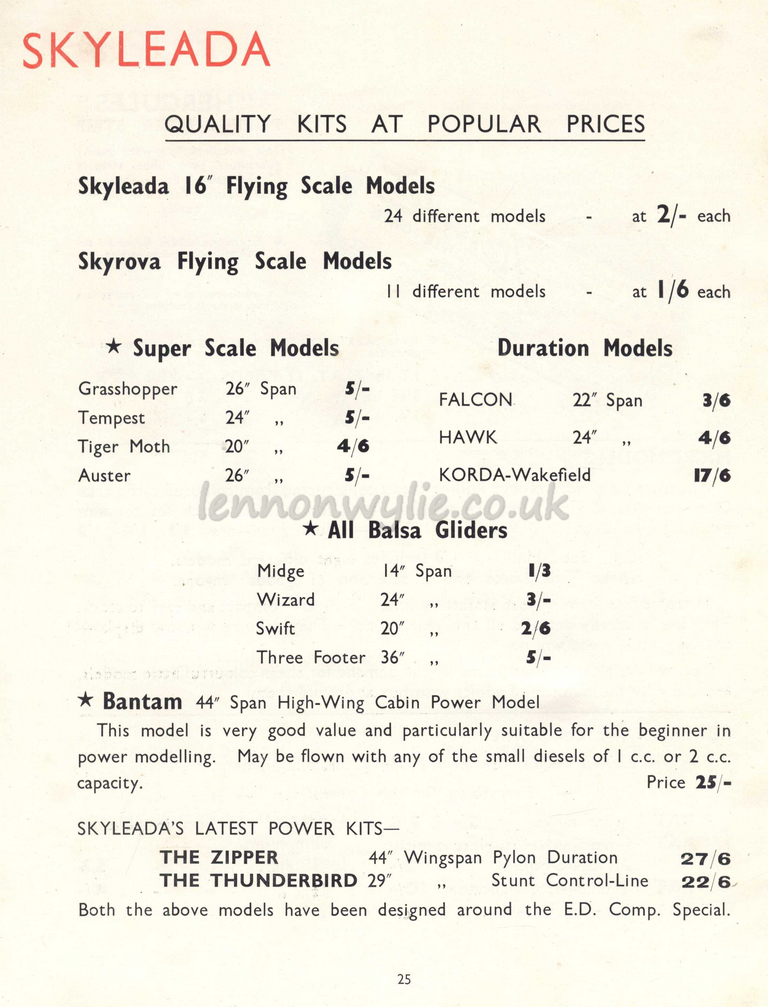 SKYLEADA
QUALITY KITS AT POPULAR PRICES
Skyleada 16″ Flying Scale Models
24 different models - at 2/- each
Skyrova Flying Scale Models
11 different models - at 1/6 each
★ Super Scale Models
Grasshopper 26″ Span 5/-
Tempest 24″ ,, 5/-
Tiger Moth 20″ ,, 4/6
Auster 26″ ,, 5/-
Duration Models
FALCON 22″ Span 3/6
HAWK 24″ ,, 4/6
KORDA-Wakefield 17/6
lennonwylie.co.uk
★ All Balsa Gliders
Midge 14″ Span 1/3
Wizard 24″ ,, 3/-
Swift 20″ ,, 2/6
Three Footer 36″ ,, 5/-
★ Bantam 44″ Span High-Wing Cabin Power Model
This model is very good value and particularly suitable for the beginner in
power modelling. May be flown with any of the small diesels of 1 c.c. or 2 c.c.
capacity. Price 25/-
SKYLEADA'S LATEST POWER KITS—
THE ZIPPER 44″ Wingspan Pylon Duration 27/6
THE THUNDERBIRD 29″ ,, Stunt Control-Line 22/6
Both the above models have been designed around the E.D. Comp. Special.
25